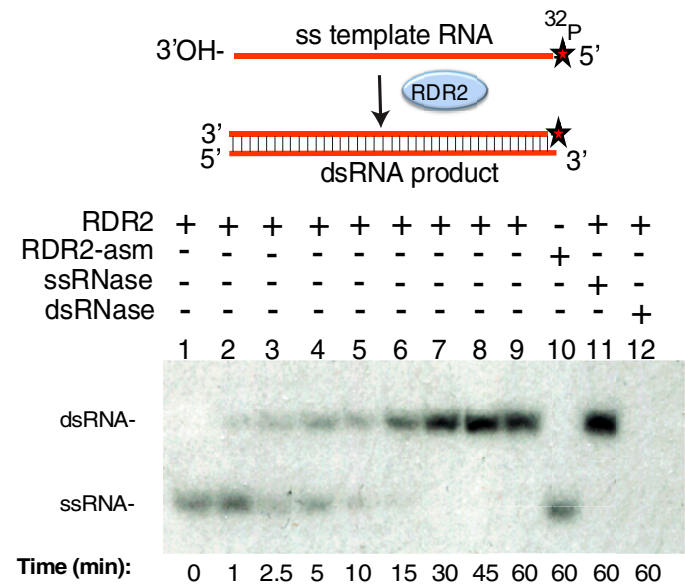 32
P
ss template RNA
3'OH-
5'
RDR2
3'
5'
3'
dsRNA product
RDR2 + + + + + + + + + - + +
RDR2-asm - - - - - - - - - + - -
ssRNase - - - - - - - - - - + -
dsRNase - - - - - - - - - - - +
1 2 3 4 5 6 7 8 9 10 11 12
dsRNA-
ssRNA-
Time (min): 0 1 2.5 5 10 15 30 45 60 60 60 60